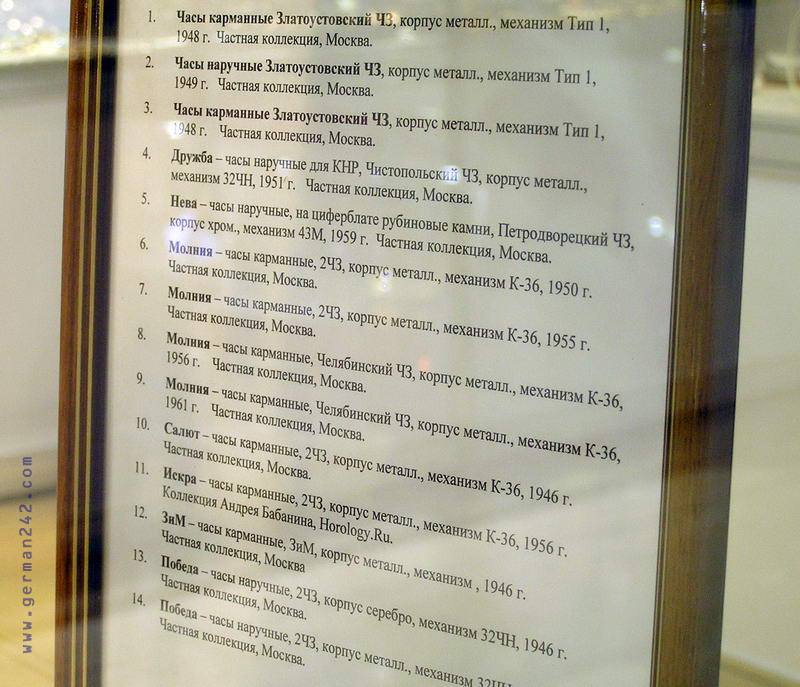 1. Часы карманные Златоустовский ЧЗ, корпус металл., механизм Тип 1,
1948 г. Частная коллекция, Москва.
2. Часы наручные Златоустовский ЧЗ, корпус металл., механизм Тип 1,
1949 г. Частная коллекция, Москва.
3. Часы карманные Златоустовский ЧЗ, корпус металл., механизм Тип 1,
1948 г. Частная коллекция, Москва.
4. Дружба – часы наручные для КНР, Чистопольский ЧЗ, корпус металл.,
механизм 32ЧН, 1951 г. Частная коллекция, Москва.
5. Нева – часы наручные, на циферблате рубиновые камни, Петродворецкий ЧЗ,
корпус хром., механизм 43М, 1959 г. Частная коллекция, Москва.
6. Молния – часы карманные, 2ЧЗ, корпус металл., механизм К-36, 1950 г.
Частная коллекция, Москва.
7. Молния – часы карманные, 2ЧЗ, корпус металл., механизм К-36, 1955 г.
Частная коллекция, Москва.
8. Молния – часы карманные, Челябинский ЧЗ, корпус металл., механизм К-36,
1956 г. Частная коллекция, Москва.
9. Молния – часы карманные, Челябинский ЧЗ, корпус металл., механизм К-36,
1961 г. Частная коллекция, Москва.
10. Салют – часы карманные, 2ЧЗ, корпус металл., механизм К-36, 1946 г.
Частная коллекция, Москва.
11. Искра – часы карманные, 2ЧЗ, корпус металл., механизм К-36, 1956 г.
Коллекция Андрея Бабанина, Horology.Ru.
12. ЗиМ – часы карманные, ЗиМ, корпус металл., механизм , 1946 г.
Частная коллекция, Москва
13. Победа – часы наручные, 2ЧЗ, корпус серебро, механизм 32ЧН, 1946 г.
Частная коллекция, Москва.
14. Победа – часы наручные, 2ЧЗ, корпус металл., механизм
Частная коллекция, Москва.
www.german242.com